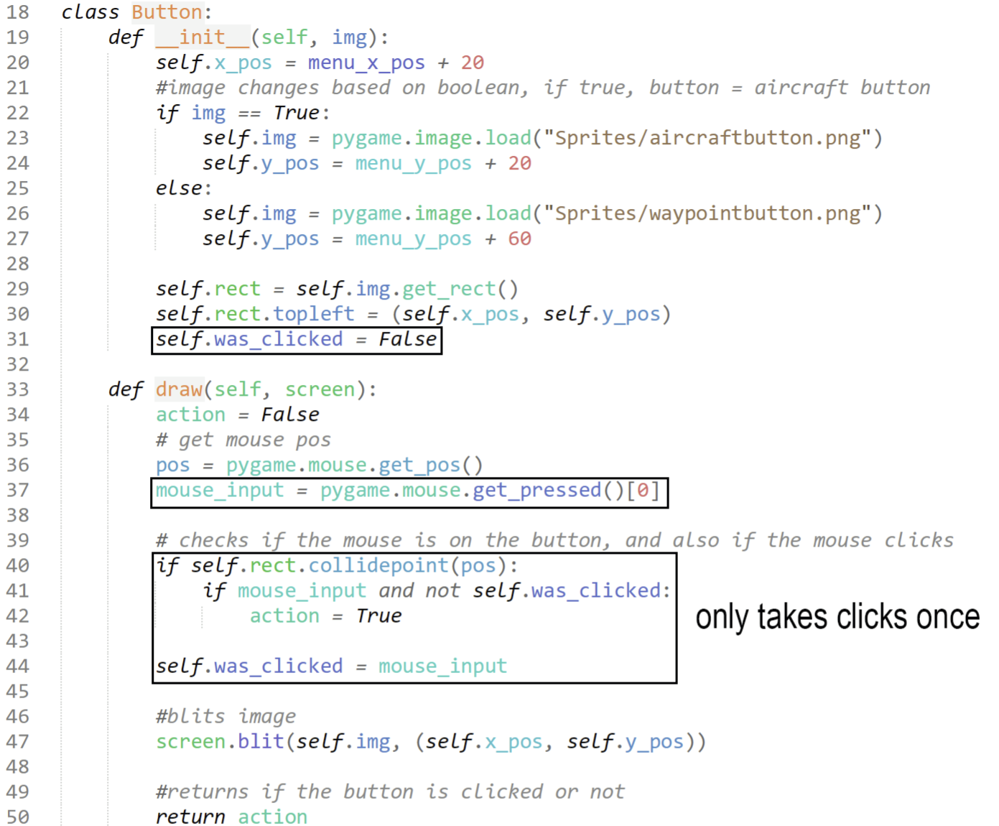 18 class Button:
19 def __init__(self, img):
20 self.x_pos = menu_x_pos + 20
21 #image changes based on boolean, if true, button = aircraft button
22 if img == True:
23 self.img = pygame.image.load("Sprites/aircraftbutton.png")
24 self.y_pos = menu_y_pos + 20
25 else:
26 self.img = pygame.image.load("Sprites/waypointbutton.png")
27 self.y_pos = menu_y_pos + 60
28
29 self.rect = self.img.get_rect()
30 self.rect.topleft = (self.x_pos, self.y_pos)
31 self.was_clicked = False
32
33 def draw(self, screen):
34 action = False
35 # get mouse pos
36 pos = pygame.mouse.get_pos()
37 mouse_input = pygame.mouse.get_pressed()[0]
38
39 # checks if the mouse is on the button, and also if the mouse clicks
40 if self.rect.collidepoint(pos):
41 if mouse_input and not self.was_clicked:
42 action = True
only takes clicks once
43
44 self.was_clicked = mouse_input
45
46 #blits image
47 screen.blit(self.img, (self.x_pos, self.y_pos))
48
49 #returns if the button is clicked or not
50 return action